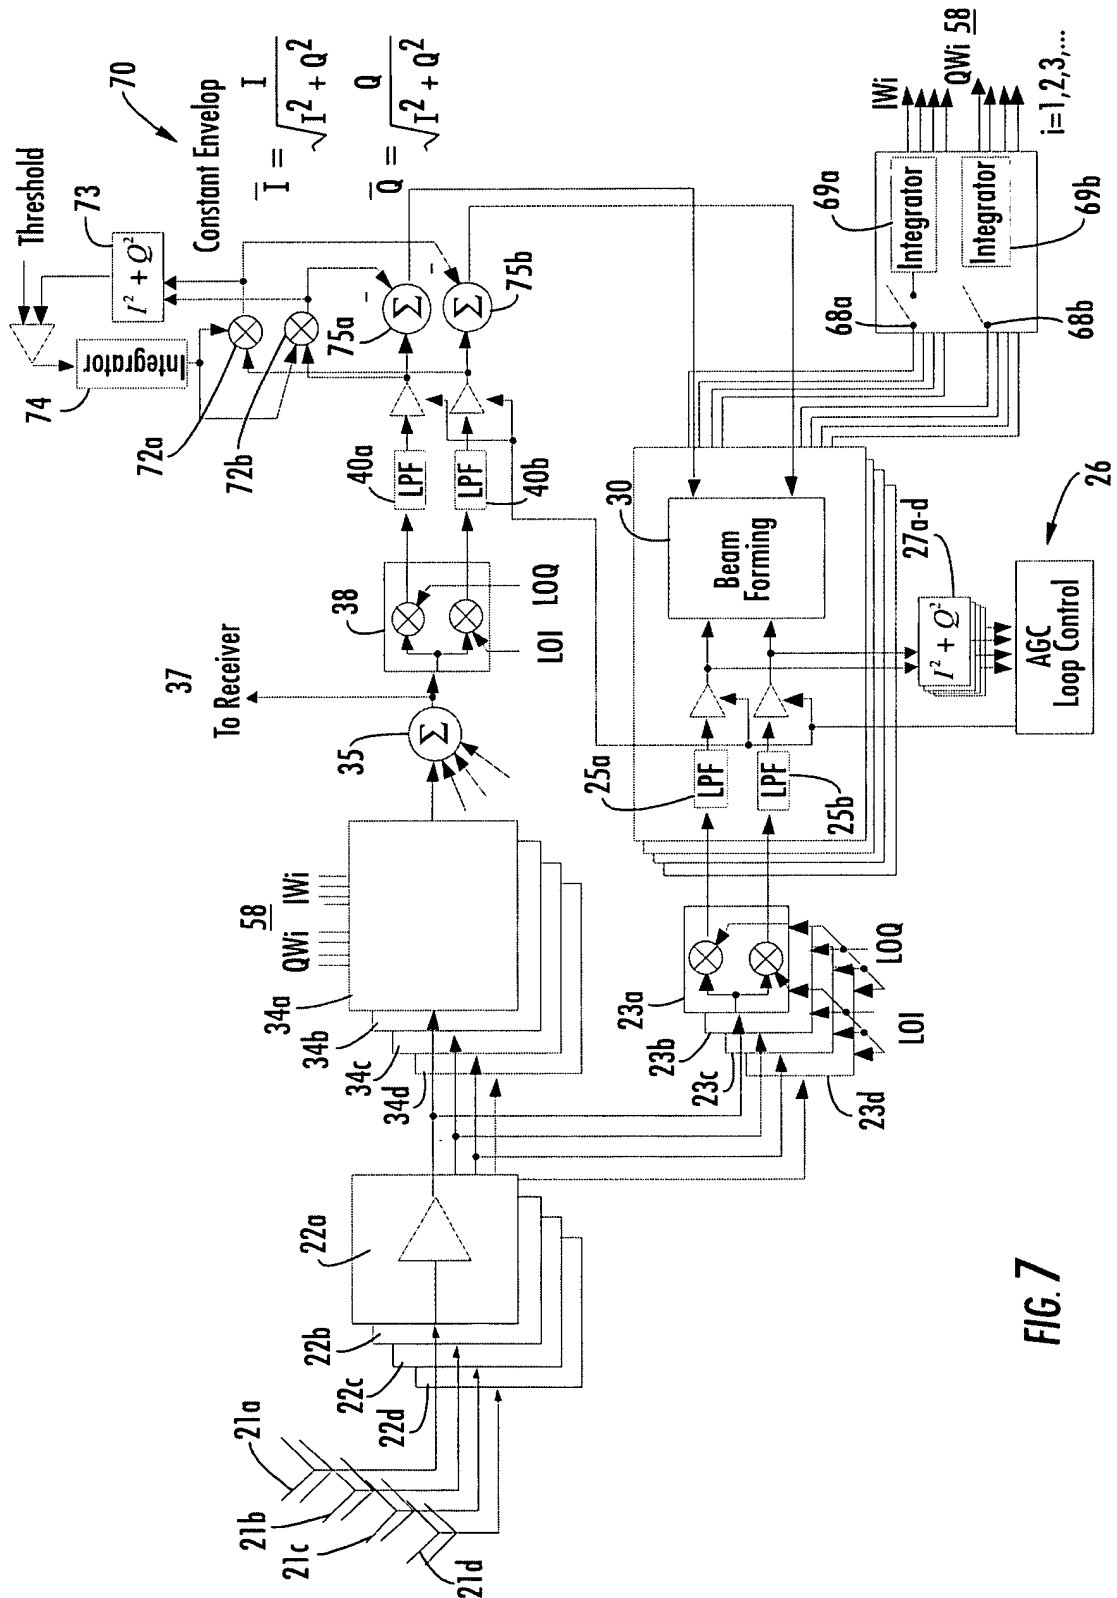 70
Constant Envelop
I = I / √I² + Q²
Q = Q / √I² + Q²
Threshold
73
I² + Q²
74
Integrator
72a
72b
75a
Σ
75b
Σ
-
-
40a
LPF
40b
LPF
38
LOQ
LOI
37
To Receiver
35
Σ
58
QWi
IWi
34a
34b
34c
34d
22a
22b
22c
22d
21a
21b
21c
21d
23a
23b
23c
23d
LOQ
LOI
25a
LPF
25b
LPF
30
Beam
Forming
27a-d
I² + Q²
26
AGC
Loop Control
68a
68b
69a
Integrator
69b
Integrator
IWi
QWi 58
i=1,2,3,...
FIG. 7